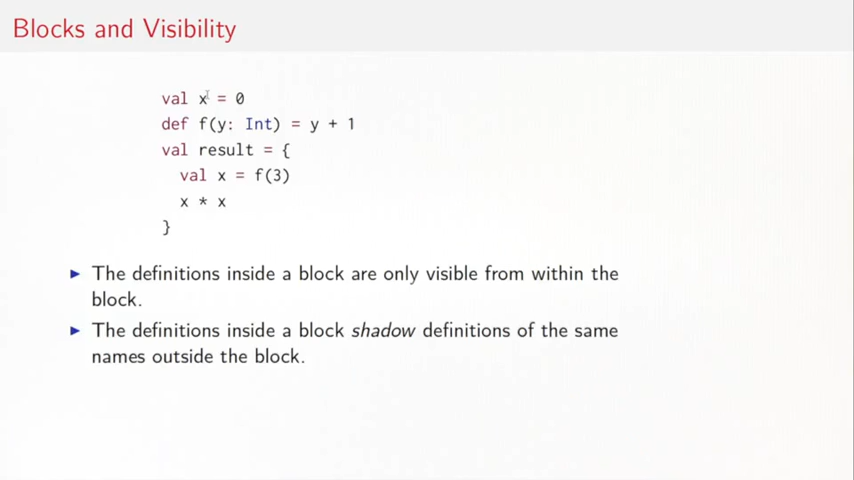 Blocks and Visibility
val x = 0
def f(y: Int) = y + 1
val result = {
val x = f(3)
x * x
}
▶ The definitions inside a block are only visible from within the
block.
▶ The definitions inside a block shadow definitions of the same
names outside the block.